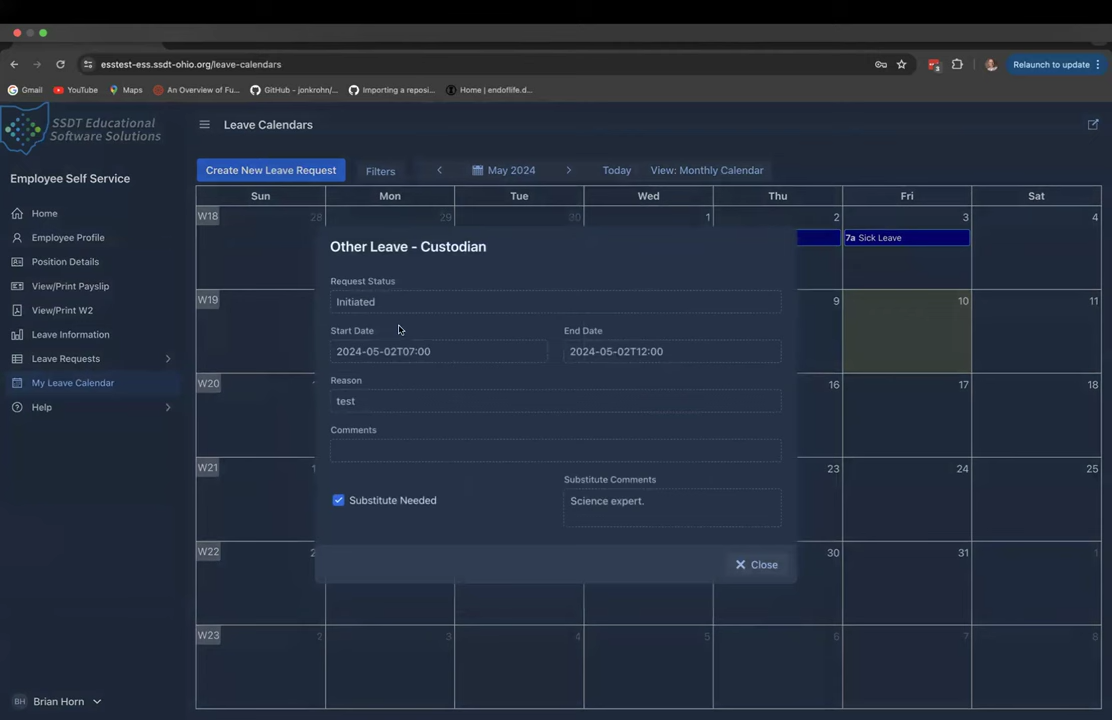 esstest-ess.ssdt-ohio.org/leave-calendars
Relaunch to update
Gmail
YouTube
Maps
An Overview of Fu...
GitHub - jonkrohn/...
Importing a reposi...
Home | endoflife.d...
SSDT Educational
Software Solutions
Leave Calendars
Employee Self Service
Home
Employee Profile
Position Details
View/Print Payslip
View/Print W2
Leave Information
Leave Requests
My Leave Calendar
Help
BH Brian Horn
Create New Leave Request
Filters
May 2024
Today
View: Monthly Calendar
Sun Mon Tue Wed Thu Fri Sat
W18 28 29 30 1 2 3 4
7a Sick Leave
W19 9 10 11
W20 16 17 18
W21 23 24 25
W22 30 31 1
W23 2 3 4 5 6 7 8
Other Leave - Custodian
Request Status
Initiated
Start Date End Date
2024-05-02T07:00 2024-05-02T12:00
Reason
test
Comments
Substitute Needed
Substitute Comments
Science expert.
Close